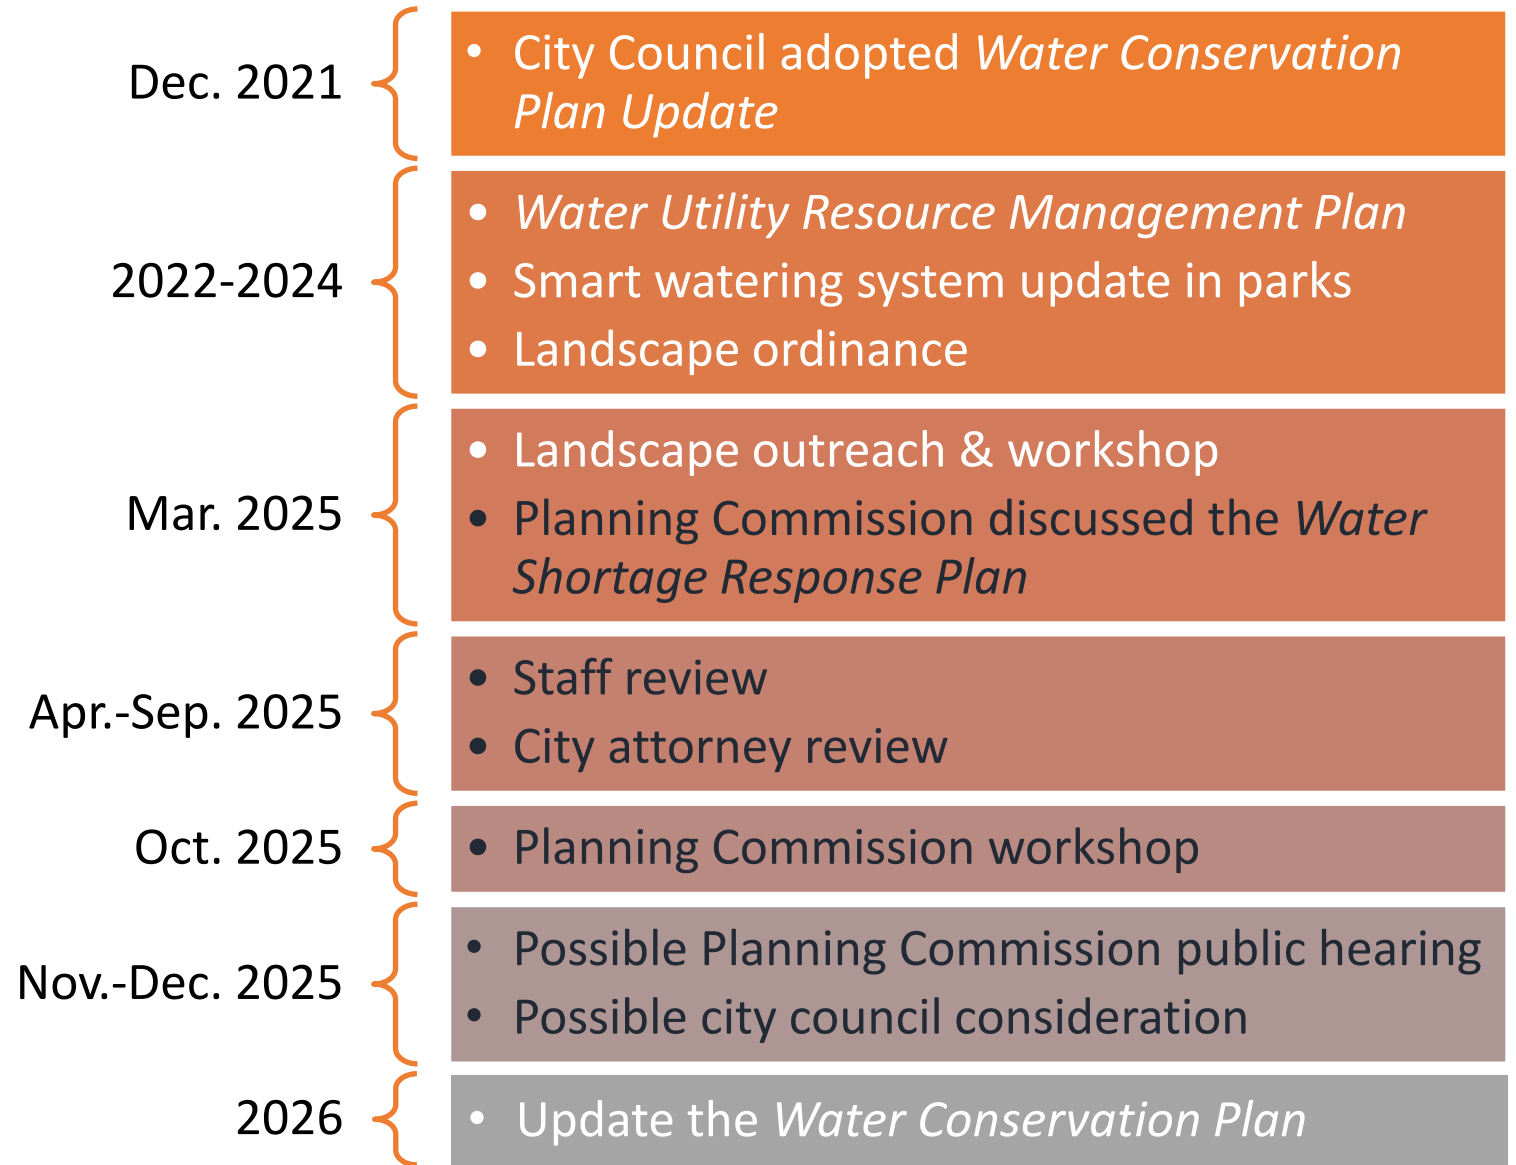 Dec. 2021
• City Council adopted Water Conservation
Plan Update
2022-2024
• Water Utility Resource Management Plan
• Smart watering system update in parks
• Landscape ordinance
Mar. 2025
• Landscape outreach & workshop
• Planning Commission discussed the Water
Shortage Response Plan
Apr.-Sep. 2025
• Staff review
• City attorney review
Oct. 2025
• Planning Commission workshop
Nov.-Dec. 2025
• Possible Planning Commission public hearing
• Possible city council consideration
2026
• Update the Water Conservation Plan